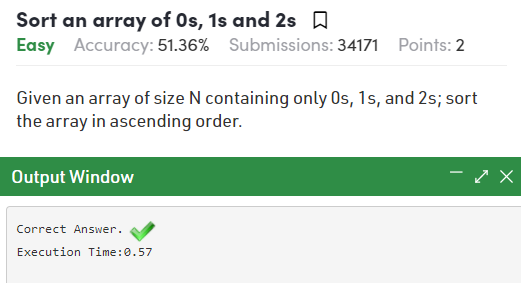 Sort an array of 0s, 1s and 2s
Easy Accuracy: 51.36% Submissions: 34171 Points: 2
Given an array of size N containing only 0s, 1s, and 2s; sort
the array in ascending order.
Output Window
Correct Answer.
Execution Time:0.57